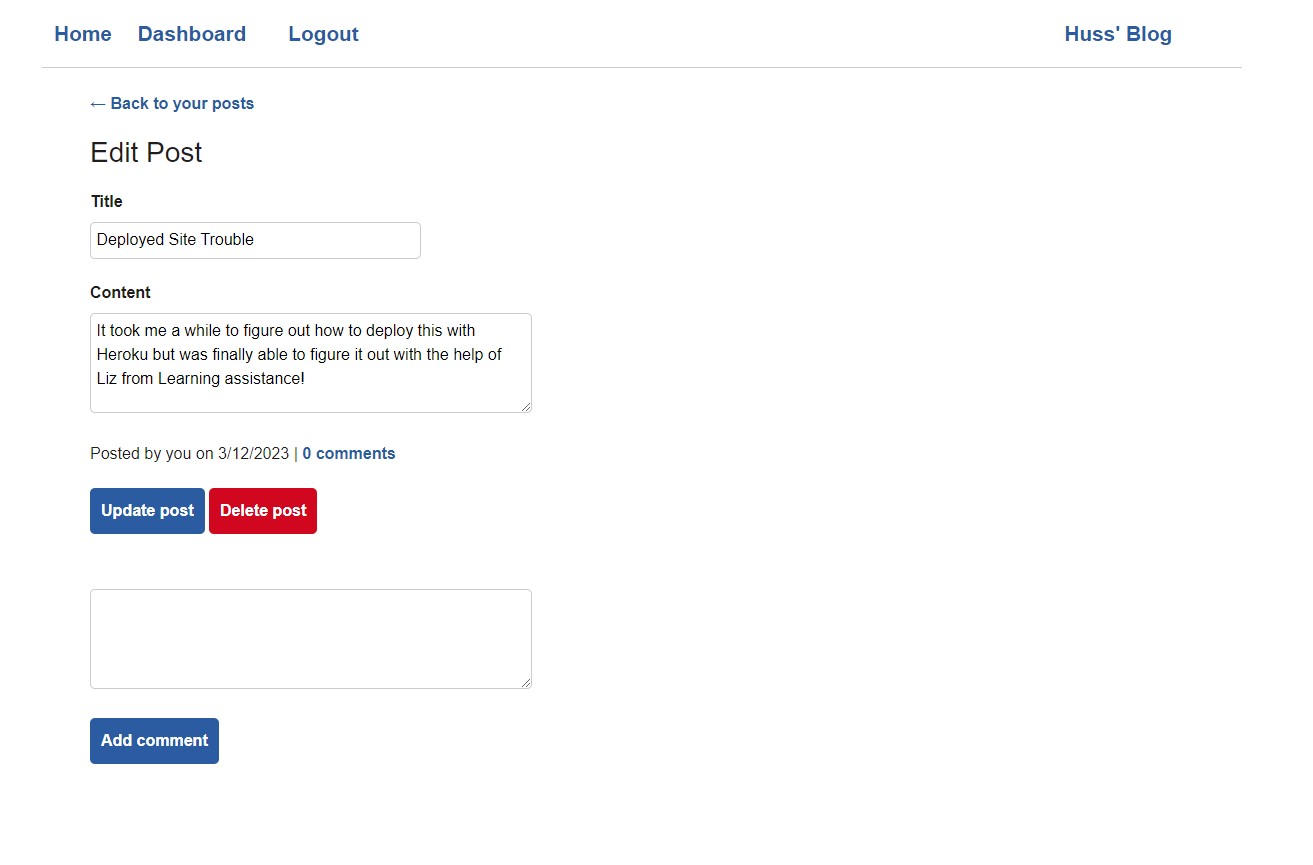 Home Dashboard Logout Huss' Blog
← Back to your posts
Edit Post
Title
Deployed Site Trouble
Content
It took me a while to figure out how to deploy this with
Heroku but was finally able to figure it out with the help of
Liz from Learning assistance!
Posted by you on 3/12/2023 | 0 comments
Update post Delete post
Add comment